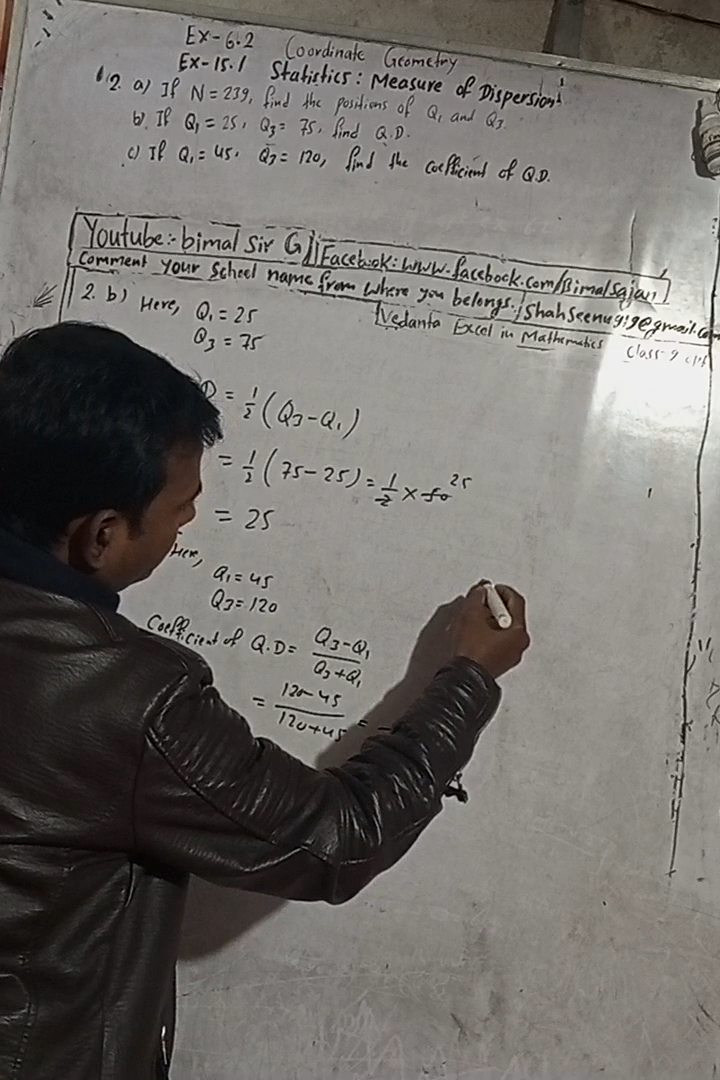 Ex-6.2 Coordinate Geometry
Ex-15.1 Statistics: Measure of Dispersion
2. a) If N = 239, find the positions of Q₁ and Q₃.
b). If Q₁ = 25, Q₃ = 75, find Q.D.
c) If Q₁ = 45, Q₃ = 120, find the coefficient of Q.D.
Youtube:- bimal Sir G || Facebook: www.facebook.com/Bimalsajan
Comment your School name from where you belongs. / Shahseenu919@gmail.com
Vedanta Excel in Mathematics Class-9
2. b) Here, Q₁ = 25
Q₃ = 75
= 1/2 (Q₃-Q₁)
= 1/2 (75-25) = 1/2 × 50 25
= 25
Here,
Q₁ = 45
Q₃ = 120
Coefficient of Q.D = Q₃-Q₁ / Q₃+Q₁
= 120-45 / 120+45 =